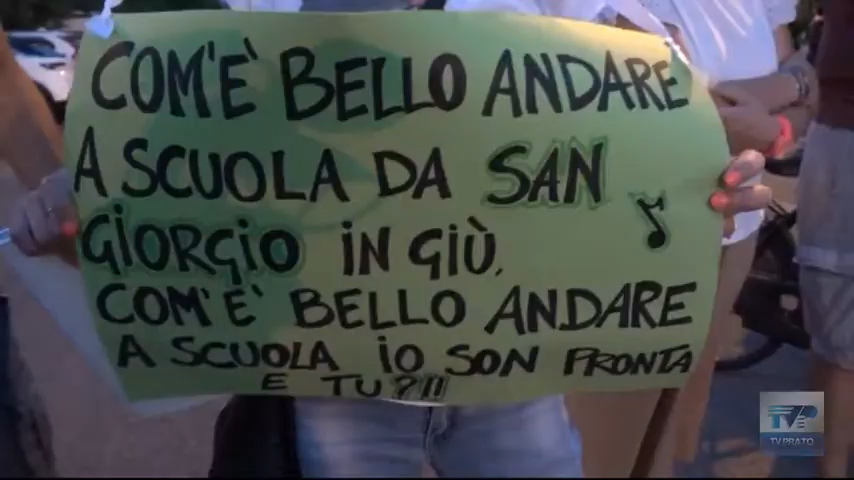 COM'È BELLO ANDARE
A SCUOLA DA SAN
GIORGIO IN GIÙ,
COM'È BELLO ANDARE
A SCUOLA IO SON PRONTA
E TU?!!
TVP
TV PRATO